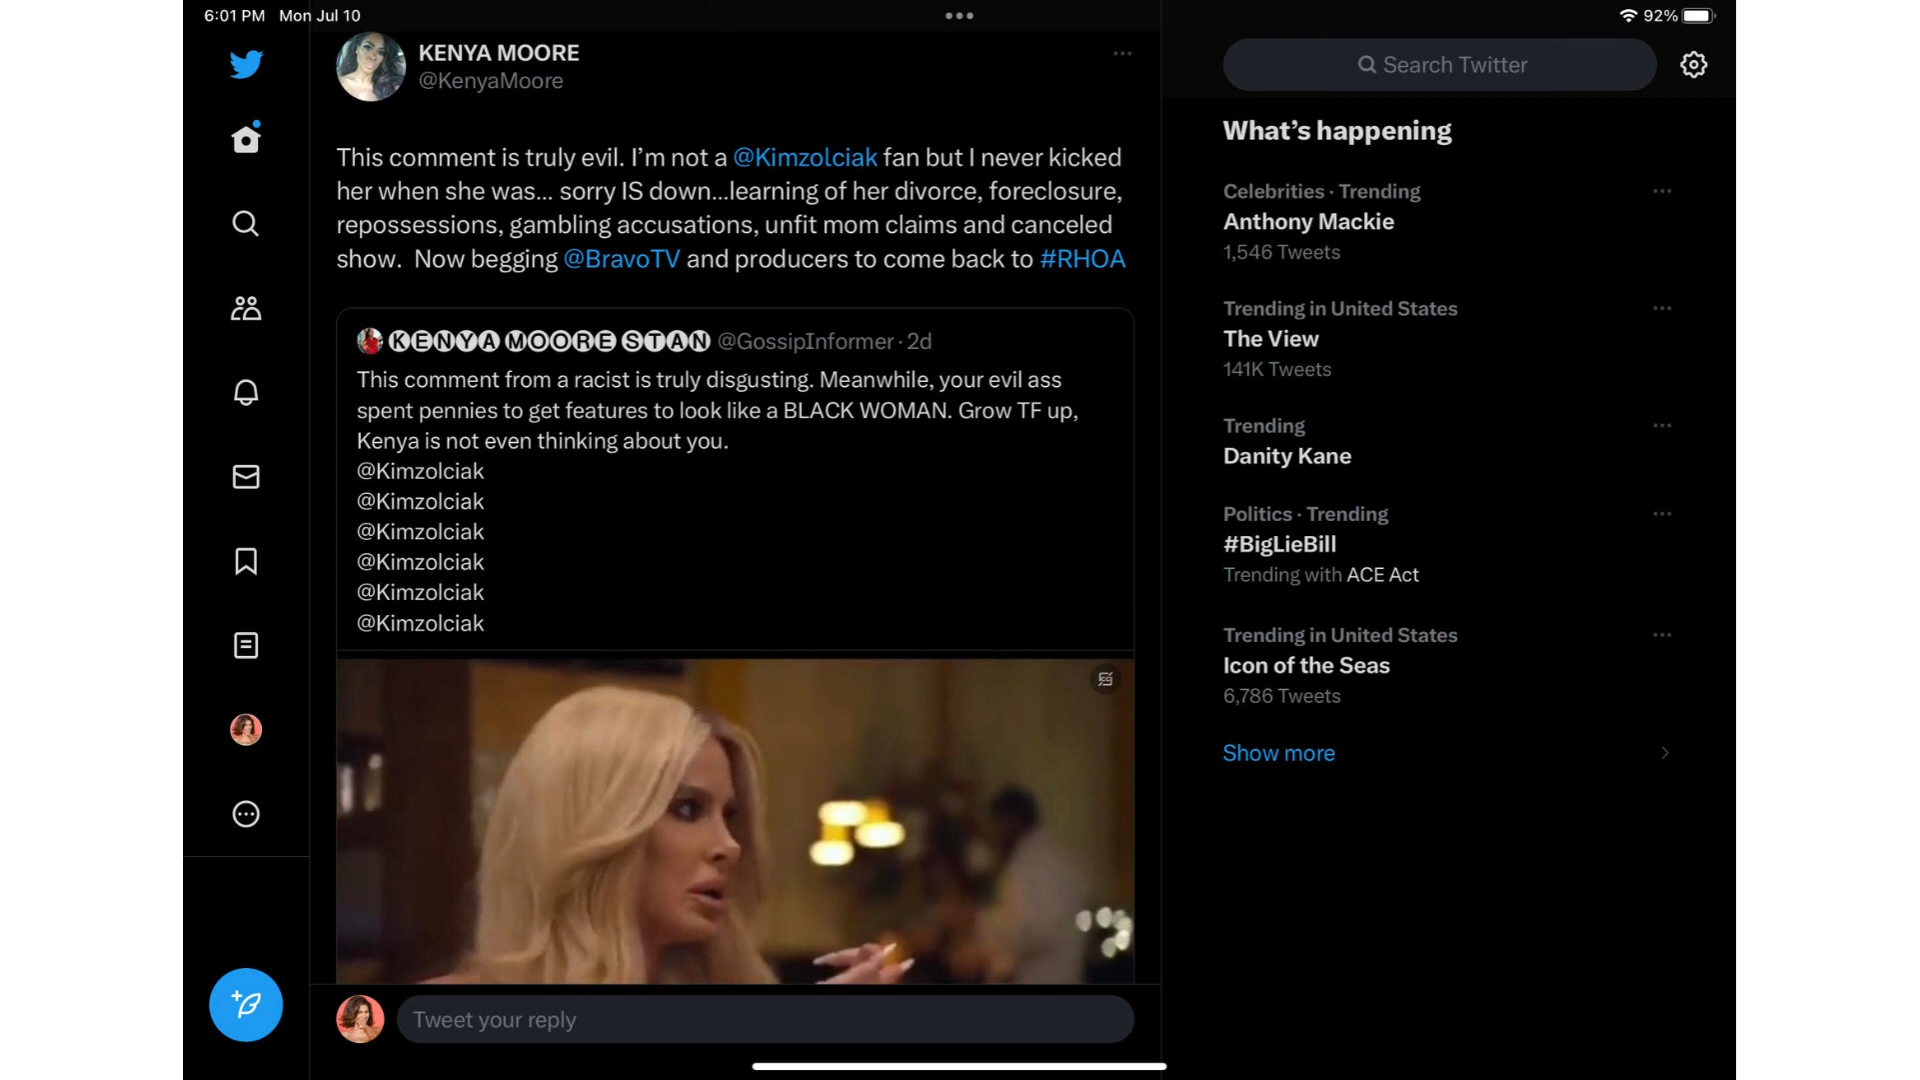 6:01 PM Mon Jul 10
92%
KENYA MOORE
@KenyaMoore
This comment is truly evil. I’m not a @Kimzolciak fan but I never kicked
her when she was... sorry IS down...learning of her divorce, foreclosure,
repossessions, gambling accusations, unfit mom claims and canceled
show.  Now begging @BravoTV and producers to come back to #RHOA
🅚🅔🅝🅨🅐 🅜🅞🅞🅡🅔 🅢🅣🅐🅝 @GossipInformer · 2d
This comment from a racist is truly disgusting. Meanwhile, your evil ass
spent pennies to get features to look like a BLACK WOMAN. Grow TF up,
Kenya is not even thinking about you.
@Kimzolciak
@Kimzolciak
@Kimzolciak
@Kimzolciak
@Kimzolciak
@Kimzolciak
Tweet your reply
Search Twitter
What’s happening
Celebrities · Trending
Anthony Mackie
1,546 Tweets
Trending in United States
The View
141K Tweets
Trending
Danity Kane
Politics · Trending
#BigLieBill
Trending with ACE Act
Trending in United States
Icon of the Seas
6,786 Tweets
Show more